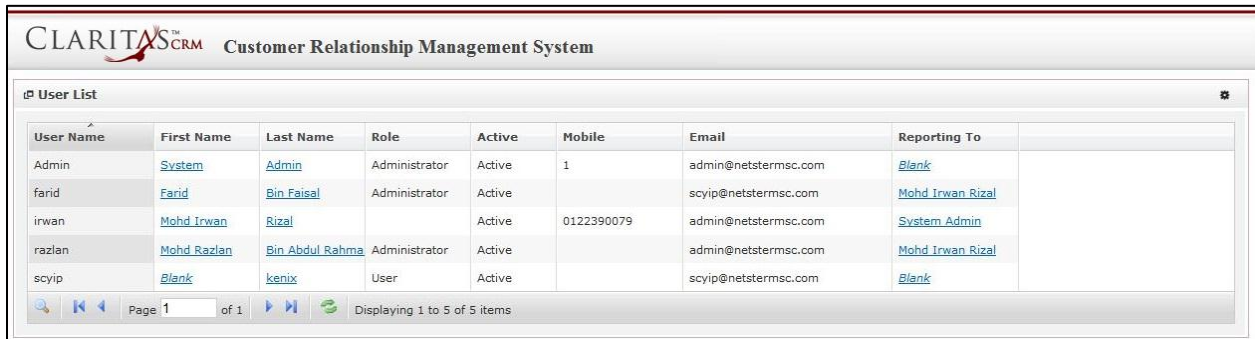 CLARITAS™CRM Customer Relationship Management System
User List
User Name First Name Last Name Role Active Mobile Email Reporting To
Admin System Admin Administrator Active 1 admin@netstermsc.com Blank
farid Farid Bin Faisal Administrator Active scyip@netstermsc.com Mohd Irwan Rizal
irwan Mohd Irwan Rizal Active 0122390079 admin@netstermsc.com System Admin
razlan Mohd Razlan Bin Abdul Rahma Administrator Active admin@netstermsc.com Mohd Irwan Rizal
scyip Blank kenix User Active scyip@netstermsc.com Blank
Page 1 of 1 Displaying 1 to 5 of 5 items